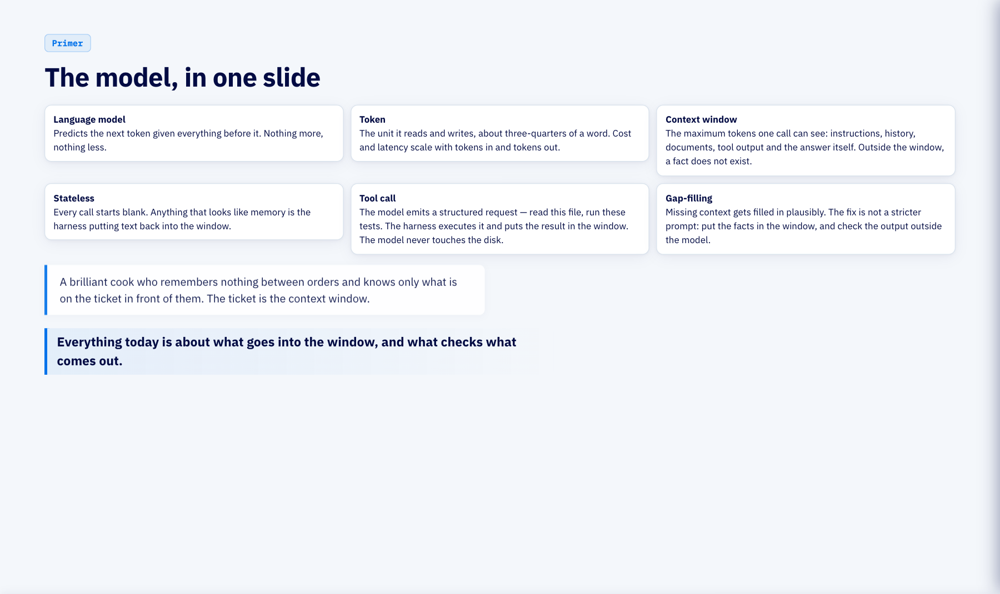 Primer
The model, in one slide
Language model
Predicts the next token given everything before it. Nothing more,
nothing less.
Token
The unit it reads and writes, about three-quarters of a word. Cost
and latency scale with tokens in and tokens out.
Context window
The maximum tokens one call can see: instructions, history,
documents, tool output and the answer itself. Outside the window,
a fact does not exist.
Stateless
Every call starts blank. Anything that looks like memory is the
harness putting text back into the window.
Tool call
The model emits a structured request — read this file, run these
tests. The harness executes it and puts the result in the window.
The model never touches the disk.
Gap-filling
Missing context gets filled in plausibly. The fix is not a stricter
prompt: put the facts in the window, and check the output outside
the model.
A brilliant cook who remembers nothing between orders and knows only what is
on the ticket in front of them. The ticket is the context window.
Everything today is about what goes into the window, and what checks what
comes out.